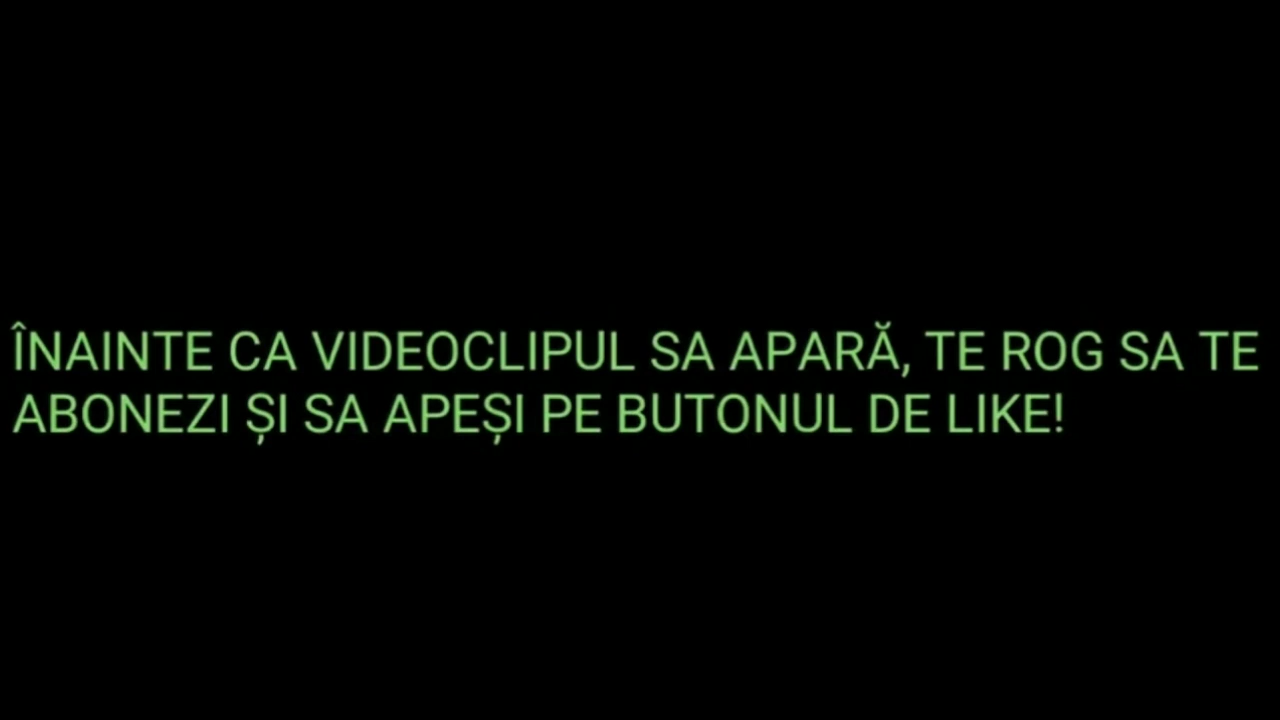 ÎNAINTE CA VIDEOCLIPUL SA APARĂ, TE ROG SA TE
ABONEZI ȘI SA APEȘI PE BUTONUL DE LIKE!